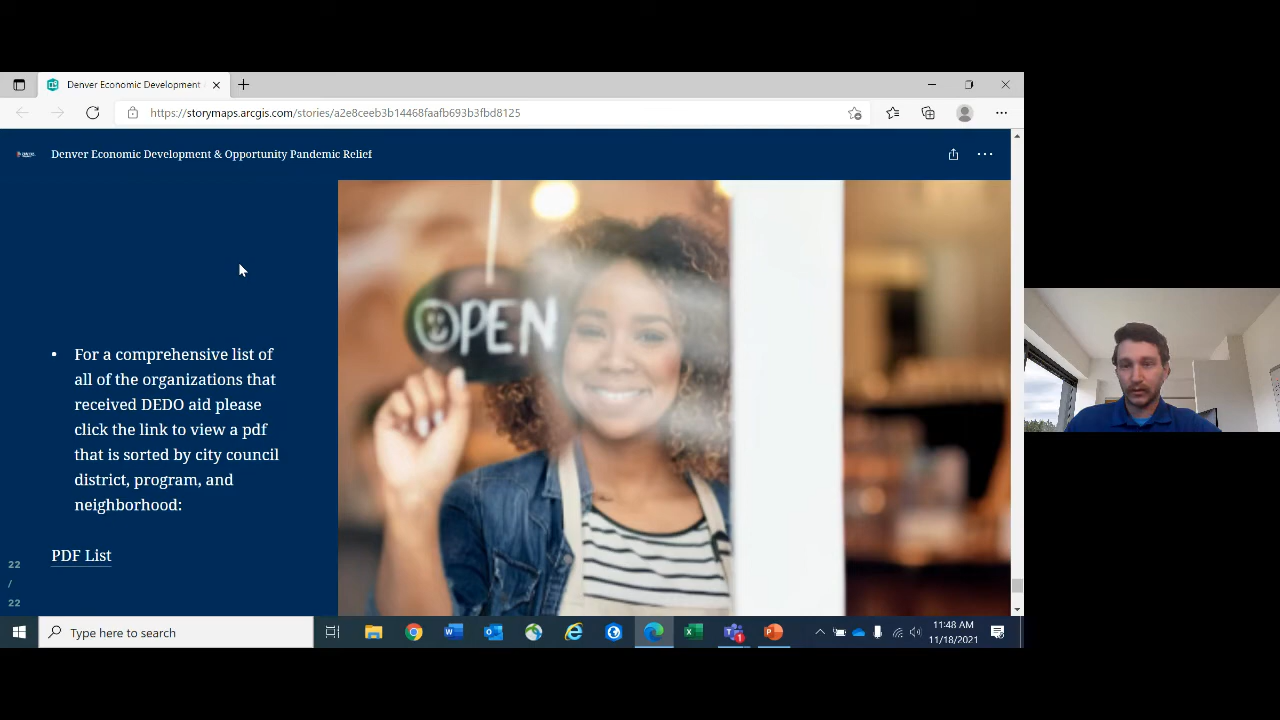 Denver Economic Development
https://storymaps.arcgis.com/stories/a2e8ceeb3b14468faafb693b3fbd8125
Denver Economic Development & Opportunity Pandemic Relief
OPEN
• For a comprehensive list of
all of the organizations that
received DEDO aid please
click the link to view a pdf
that is sorted by city council
district, program, and
neighborhood:
PDF List
22
/
22
Type here to search
11:48 AM
11/18/2021